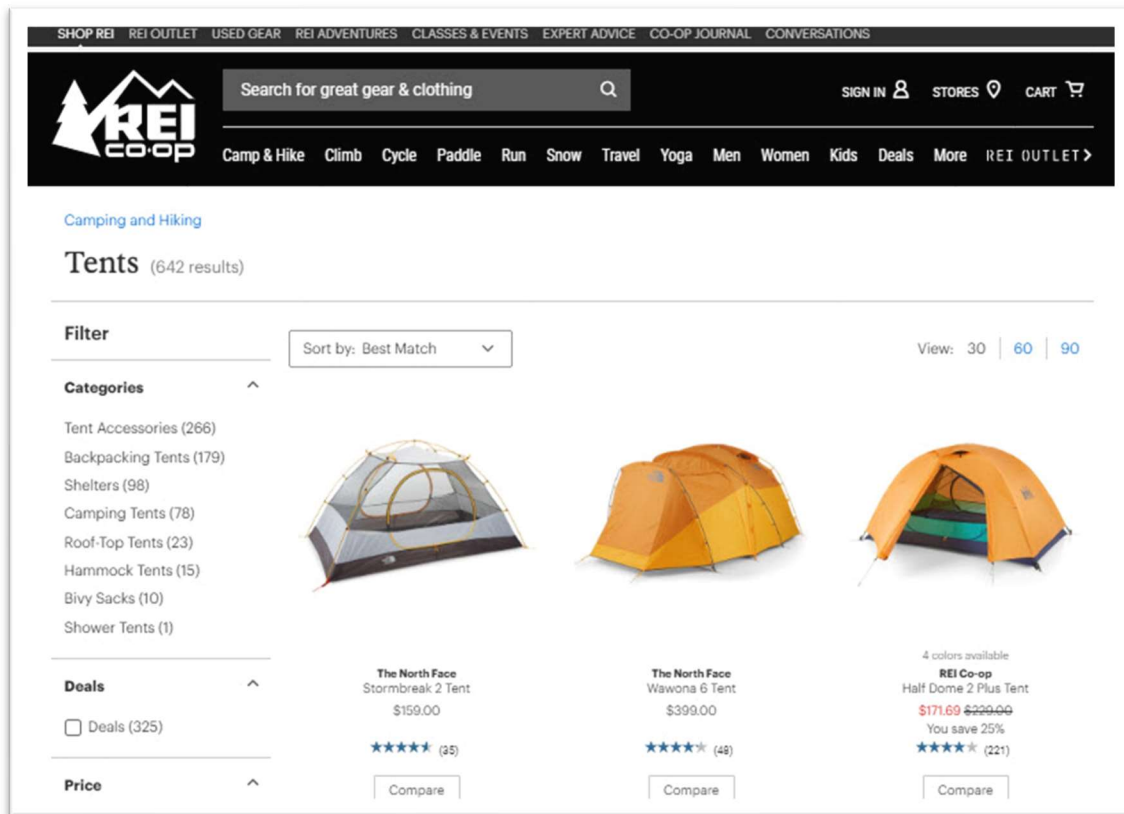 SHOP REI REI OUTLET USED GEAR REI ADVENTURES CLASSES & EVENTS EXPERT ADVICE CO-OP JOURNAL CONVERSATIONS
REI
CO·OP
Search for great gear & clothing
SIGN IN STORES CART
Camp & Hike Climb Cycle Paddle Run Snow Travel Yoga Men Women Kids Deals More REI OUTLET
Camping and Hiking
Tents (642 results)
Filter
Sort by: Best Match
View: 30 60 90
Categories
Tent Accessories (266)
Backpacking Tents (179)
Shelters (98)
Camping Tents (78)
Roof-Top Tents (23)
Hammock Tents (15)
Bivy Sacks (10)
Shower Tents (1)
Deals
Deals (325)
Price
The North Face
Stormbreak 2 Tent
$159.00
(35)
Compare
The North Face
Wawona 6 Tent
$399.00
(48)
Compare
4 colors available
REI Co-op
Half Dome 2 Plus Tent
$171.69 $229.00
You save 25%
(221)
Compare